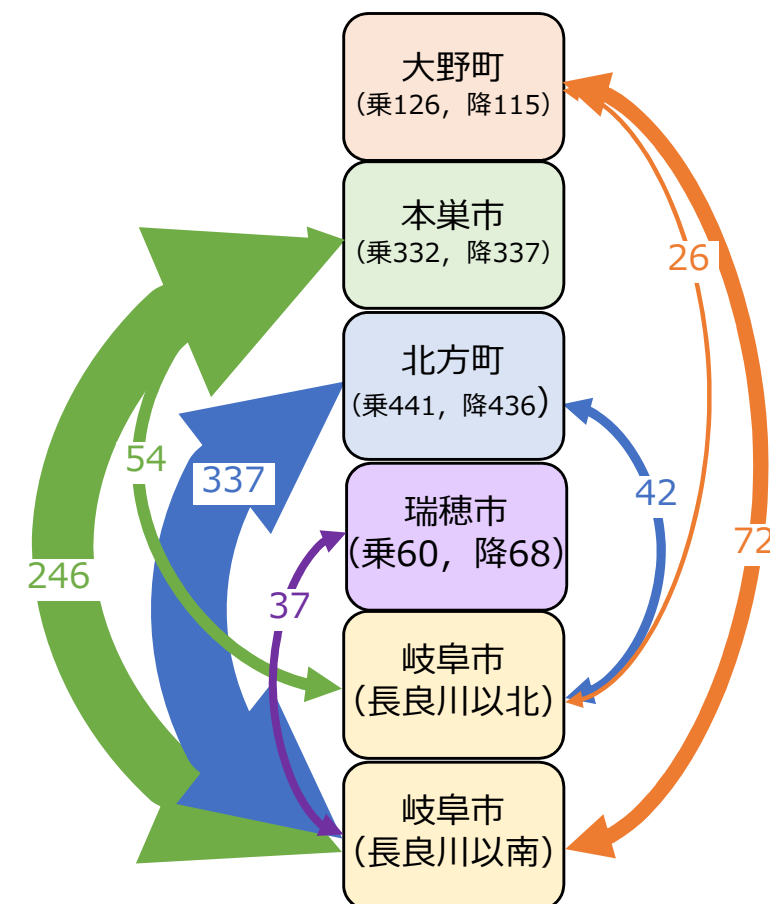 大野町
（乗126，降115）
本巣市
（乗332，降337）
26
北方町
（乗441，降436）
54
337
42
瑞穂市
（乗60，降68）
72
246
37
岐阜市
（長良川以北）
岐阜市
（長良川以南）